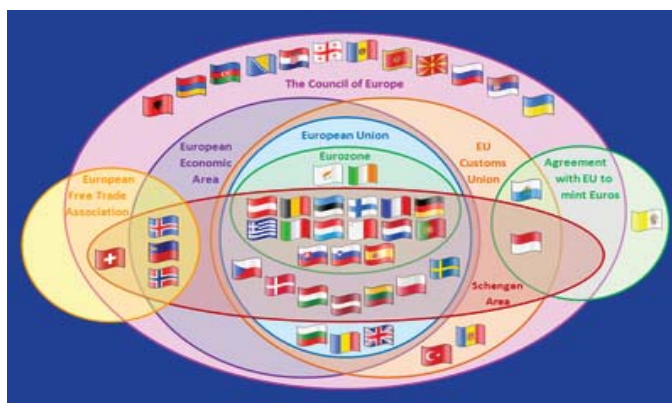 The Council of Europe
European Union
European
Economic
Area
Eurozone
EU
Customs
Union
Agreement
with EU to
mint Euros
European
Free Trade
Association
Schengen
Area